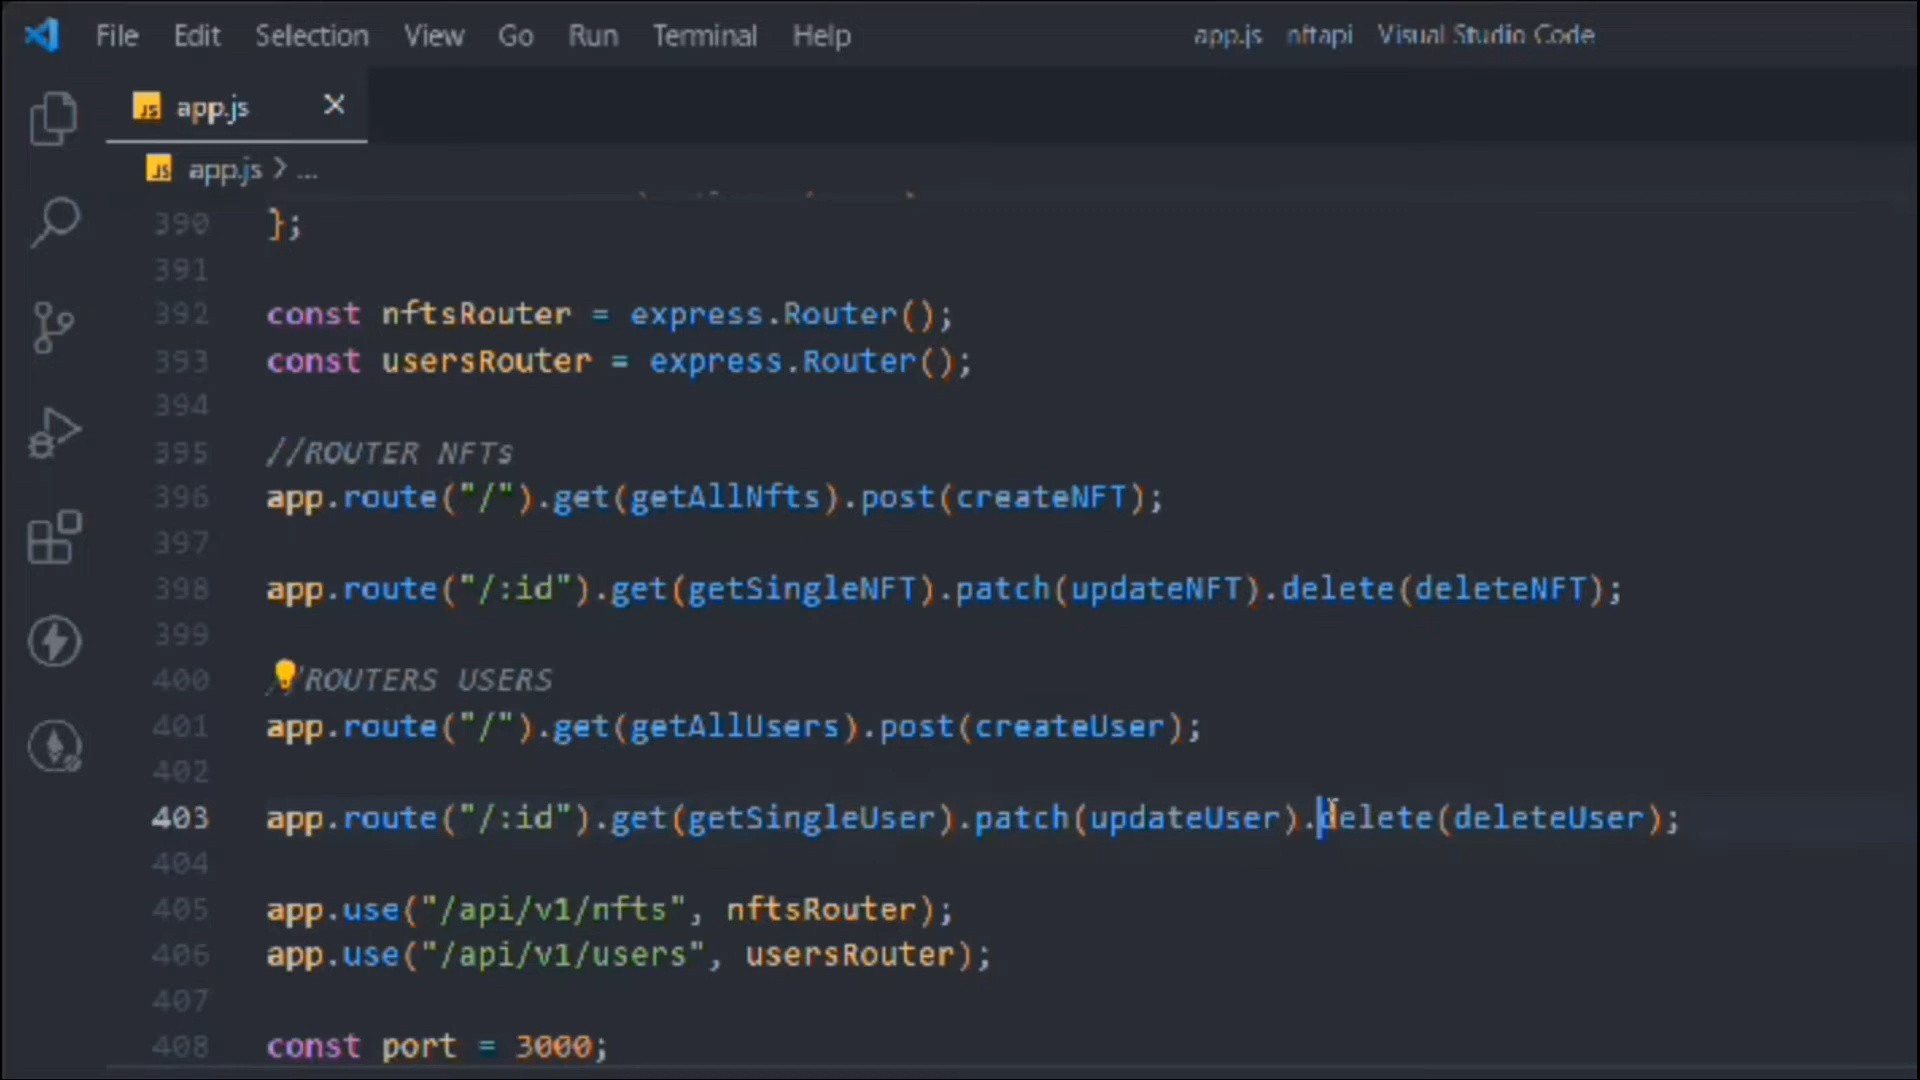 File Edit Selection View Go Run Terminal Help app.js nftapi Visual Studio Code
JS app.js ×
JS app.js > ...
390 };
391
392 const nftsRouter = express.Router();
393 const usersRouter = express.Router();
394
395 //ROUTER NFTs
396 app.route("/").get(getAllNfts).post(createNFT);
397
398 app.route("/:id").get(getSingleNFT).patch(updateNFT).delete(deleteNFT);
399
400 //ROUTERS USERS
401 app.route("/").get(getAllUsers).post(createUser);
402
403 app.route("/:id").get(getSingleUser).patch(updateUser).delete(deleteUser);
404
405 app.use("/api/v1/nfts", nftsRouter);
406 app.use("/api/v1/users", usersRouter);
407
408 const port = 3000;